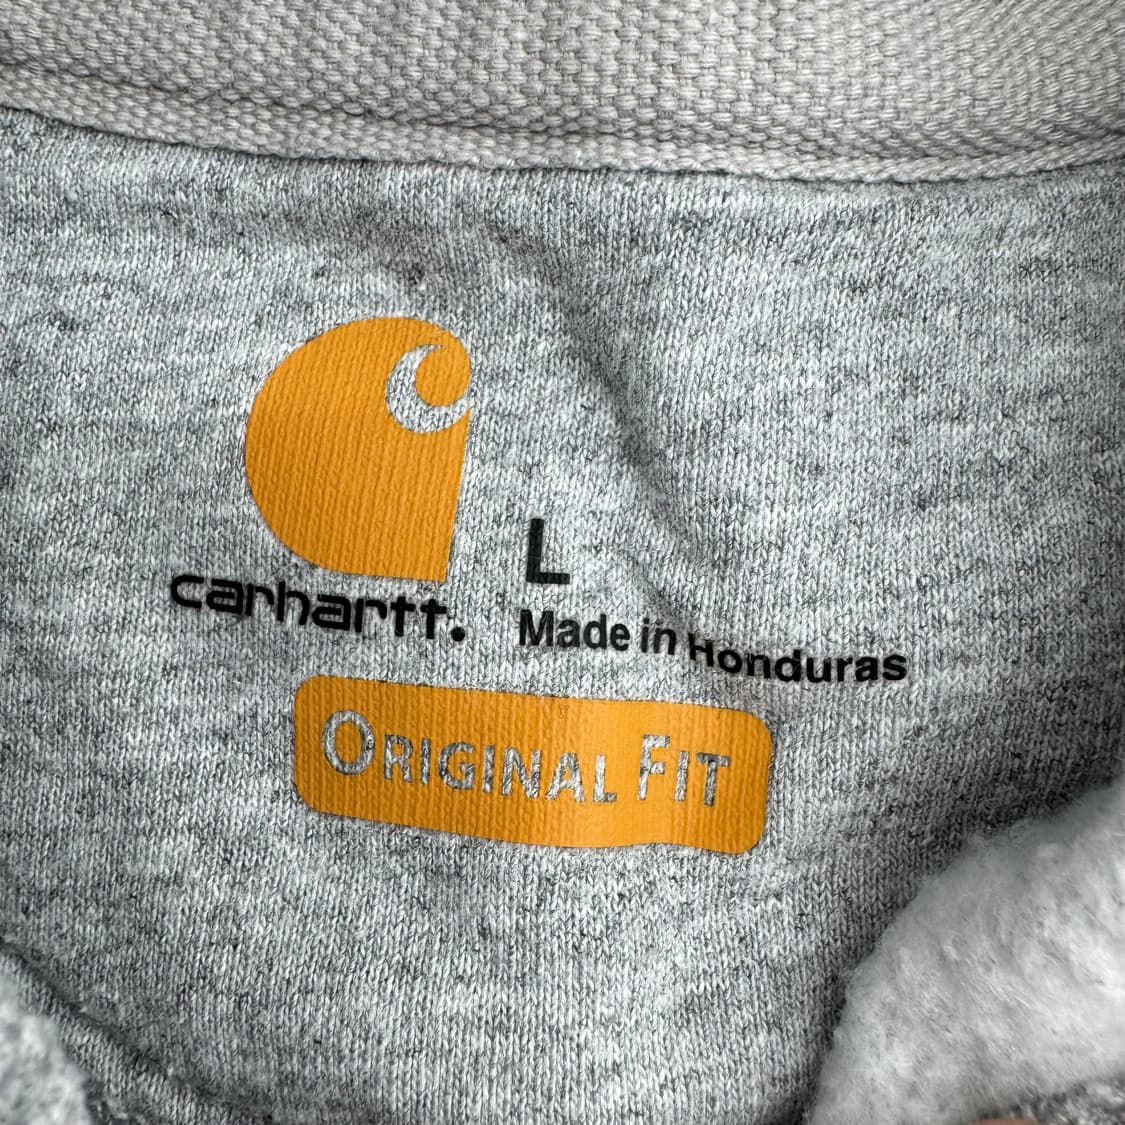 L
carhartt.
Made in Honduras
ORIGINAL FIT